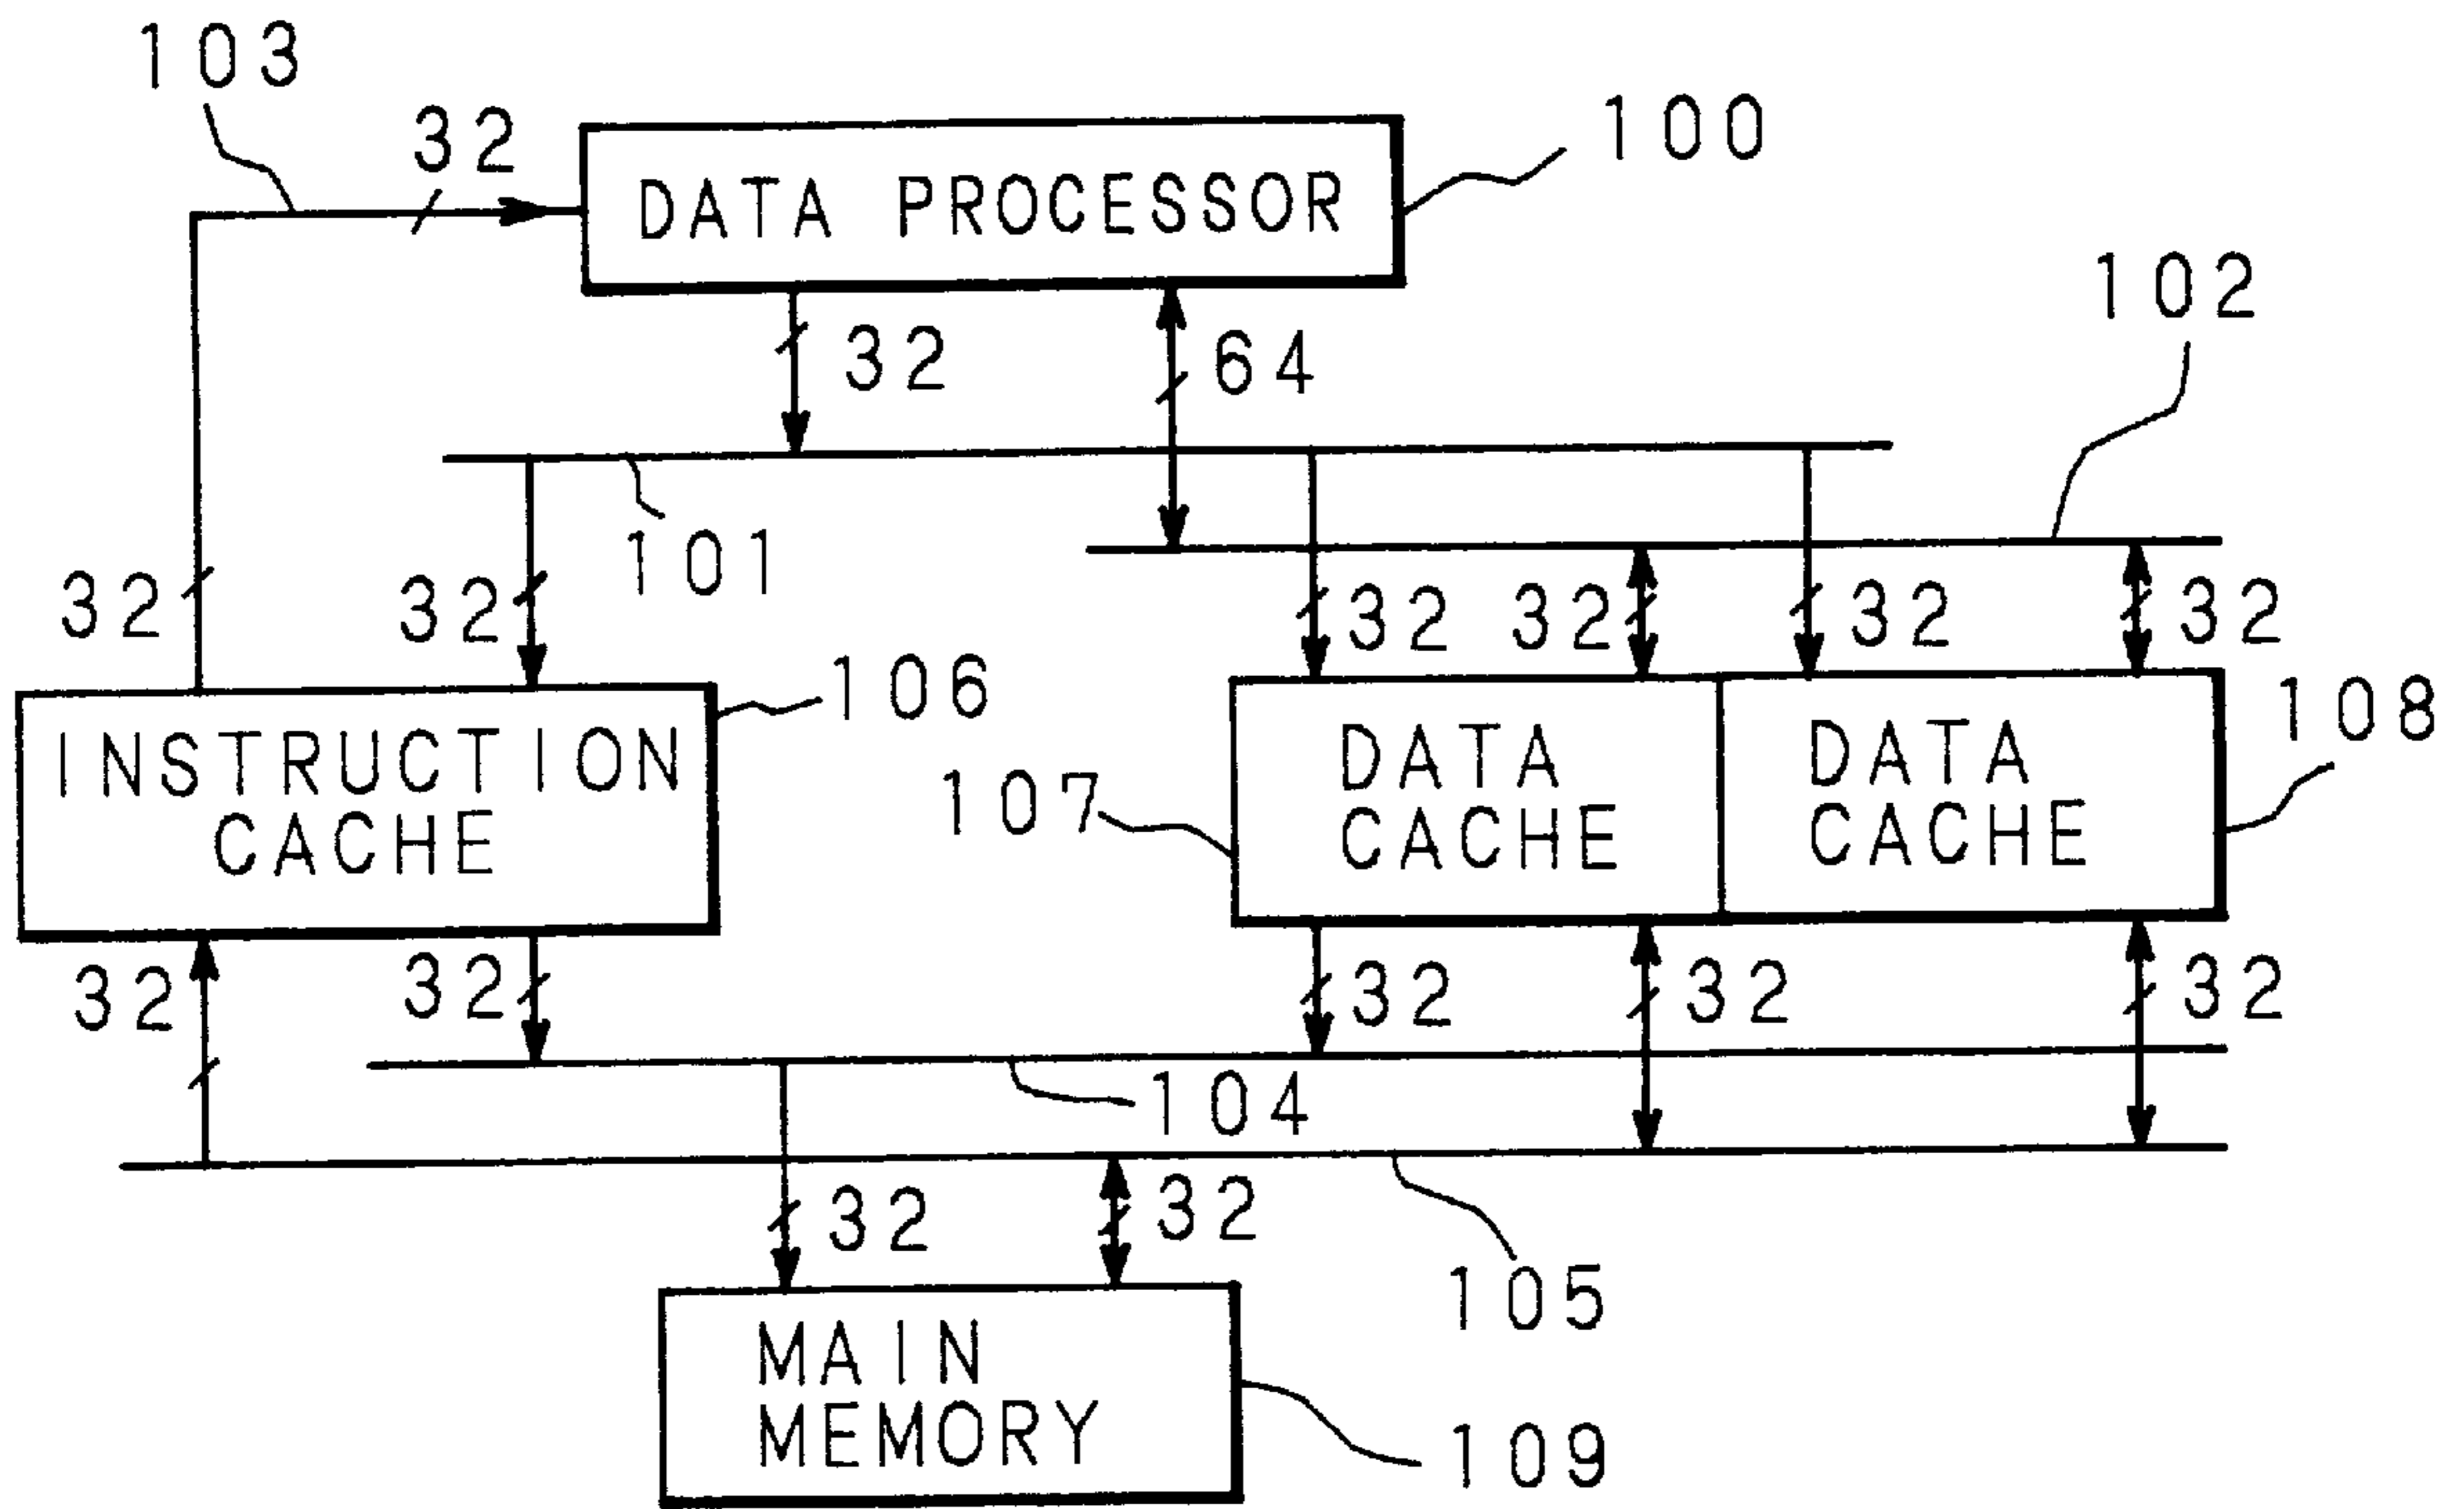 103
32
100
DATA PROCESSOR
102
32
64
101
32
32
32
32
32
32
106
108
INSTRUCTION
CACHE
107
DATA
CACHE
DATA
CACHE
32
32
32
32
32
104
32
32
105
MAIN
MEMORY
109